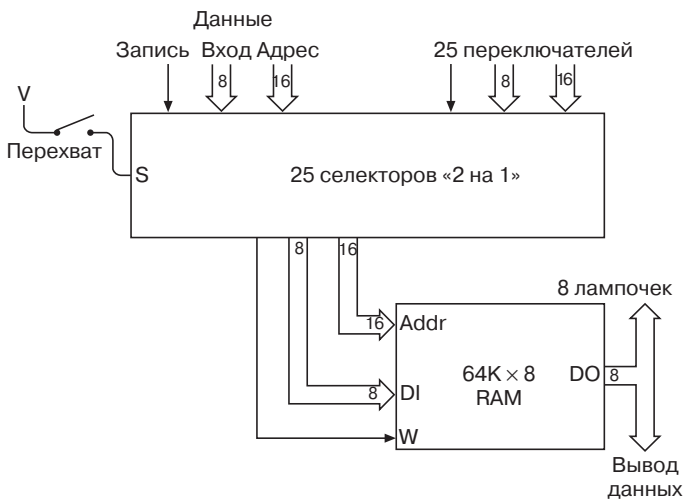 Данные
Запись Вход Адрес 25 переключателей
8 16 8 16
V
Перехват
S 25 селекторов «2 на 1»
8 16
8 лампочек
16 Addr
64K × 8 DO 8
8 DI RAM
W
Вывод
данных